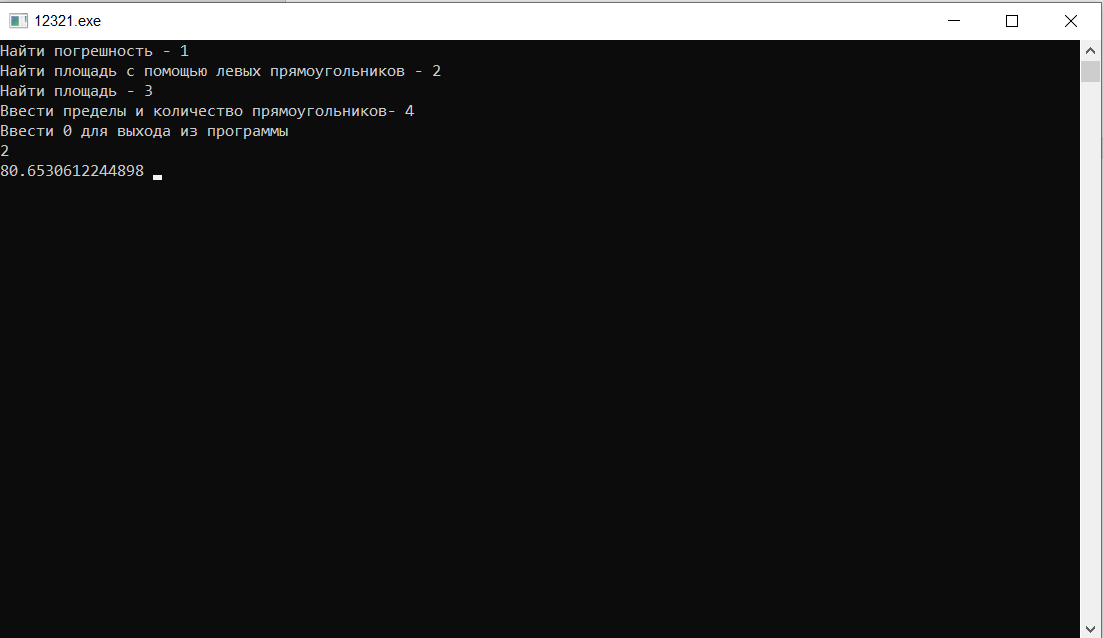 12321.exe
Найти погрешность - 1
Найти площадь с помощью левых прямоугольников - 2
Найти площадь - 3
Ввести пределы и количество прямоугольников- 4
Ввести 0 для выхода из программы
2
80.6530612244898